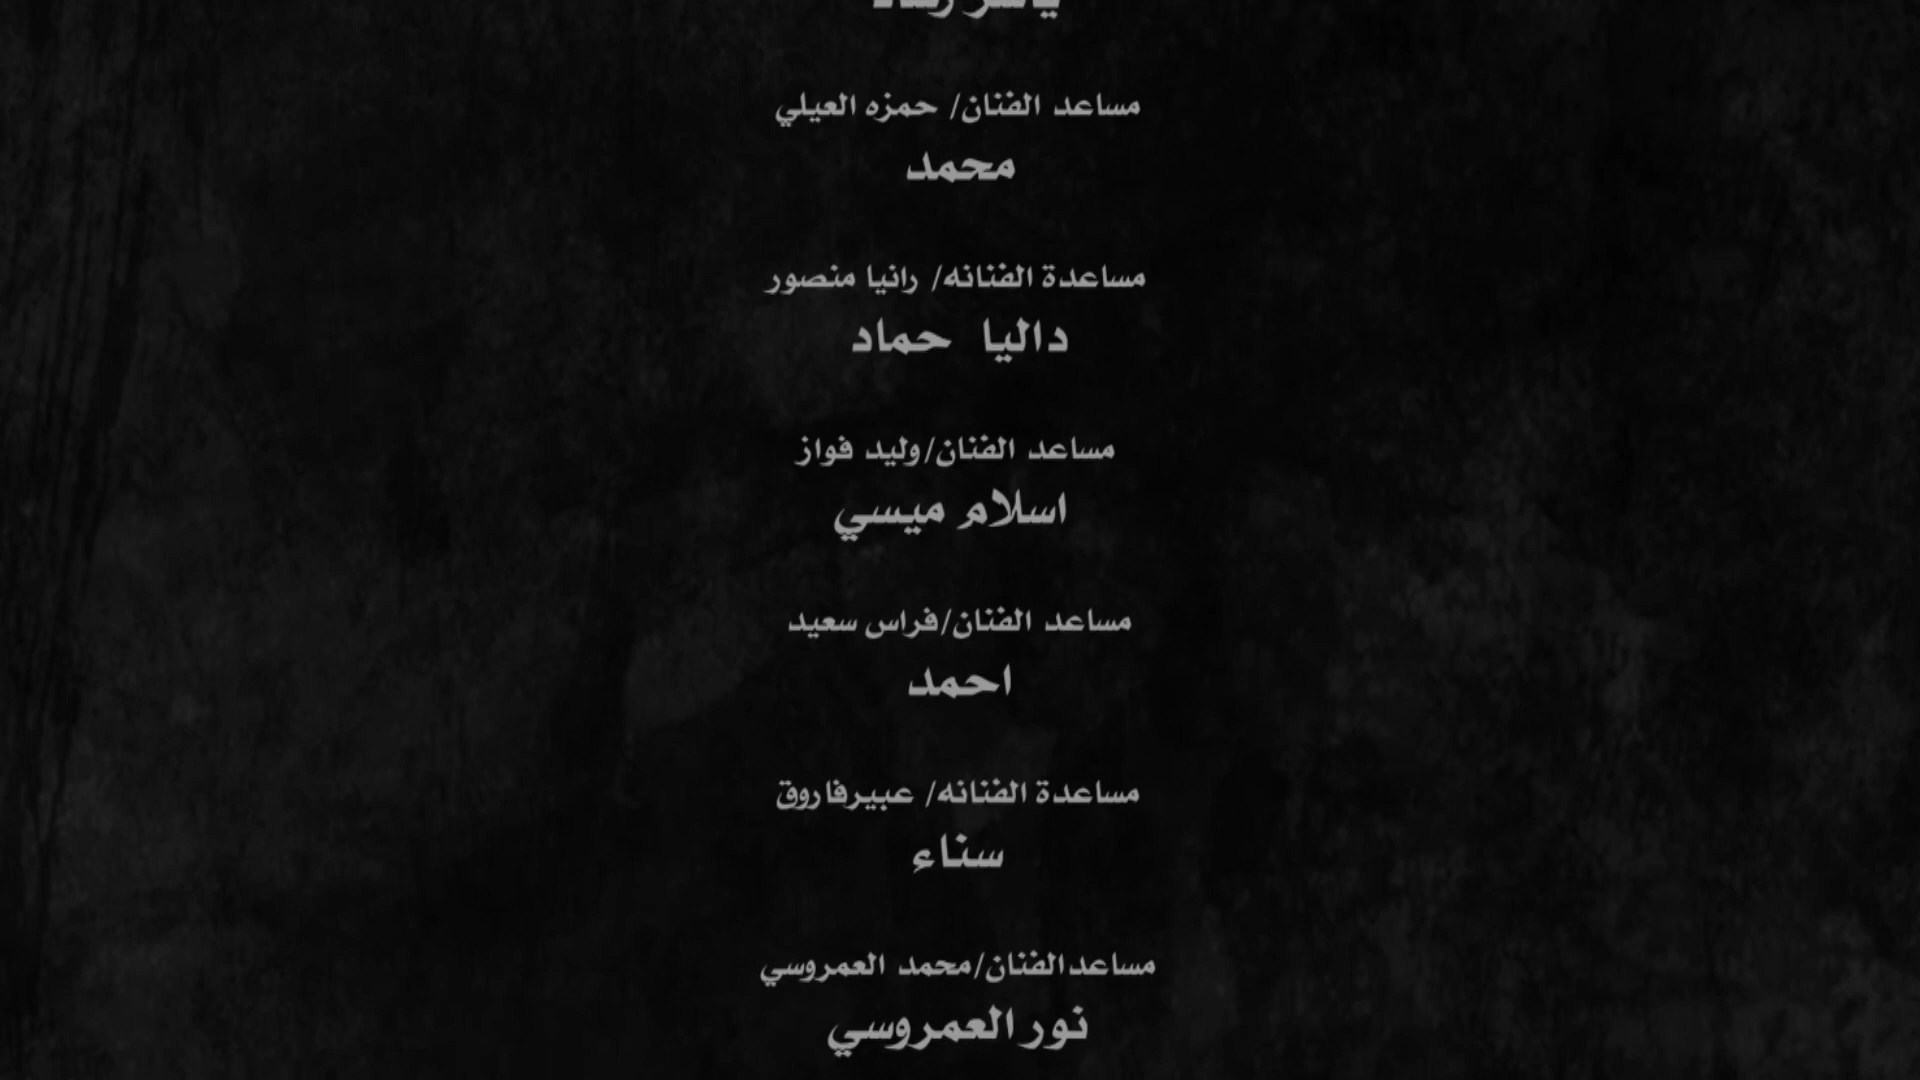 مساعد الفنان/ حمزه العيلي
محمد
مساعدة الفنانه/ رانيا منصور
داليا حماد
مساعد الفنان/وليد فواز
اسلام ميسي
مساعد الفنان/فراس سعيد
احمد
مساعدة الفنانه/ عبيرفاروق
سناء
مساعدالفنان/محمد العمروسي
نور العمروسي